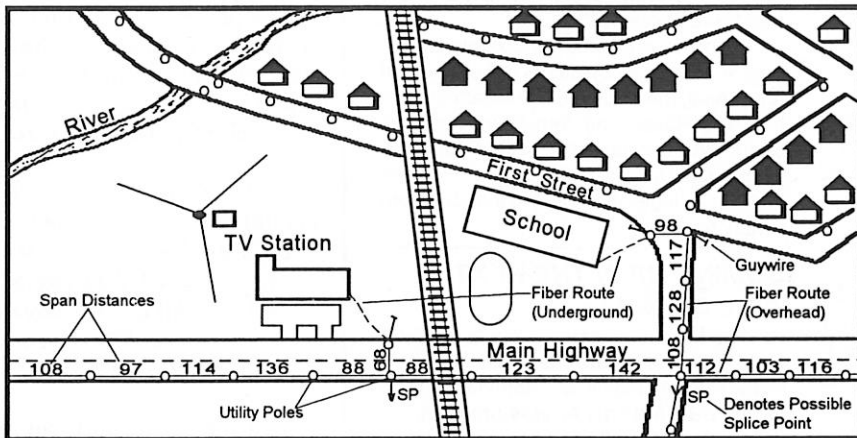 River
First Street
School
98
TV Station
117
Guywire
Span Distances
Fiber Route
(Underground)
128
Fiber Route
(Overhead)
Main Highway
68
108
108 97 114 136 88 88 123 142 112 103 116
Utility Poles
SP
SP
Denotes Possible
Splice Point